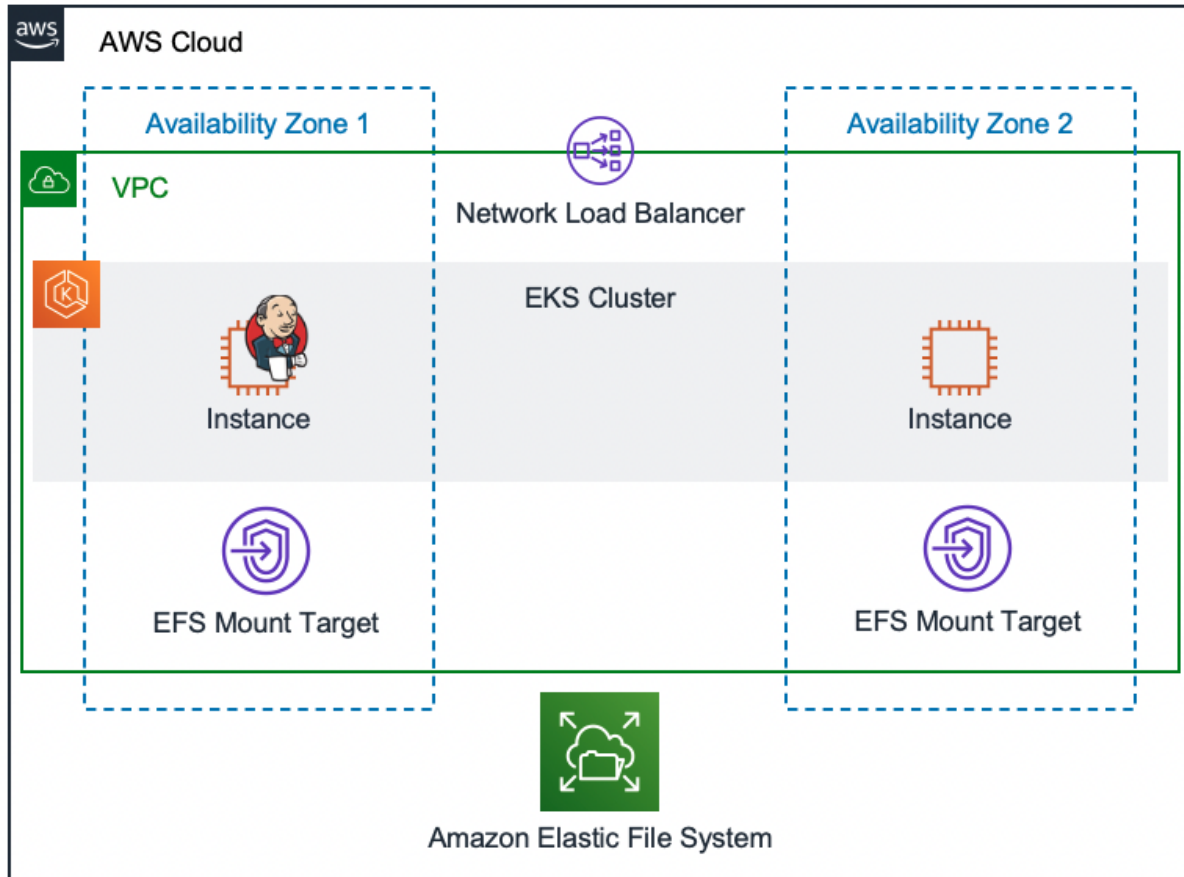 aws
AWS Cloud
Availability Zone 1
Availability Zone 2
VPC
Network Load Balancer
K
EKS Cluster
Instance
Instance
EFS Mount Target
EFS Mount Target
Amazon Elastic File System